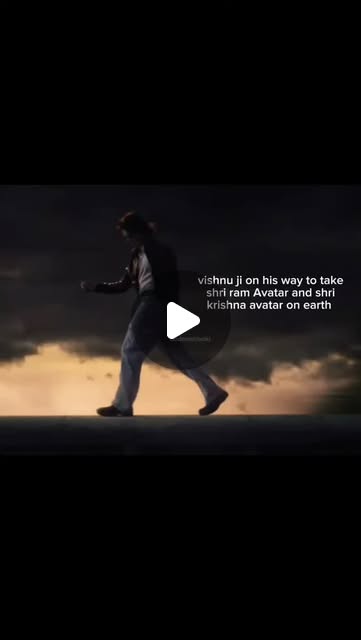 vishnu ji on his way to take
shri ram Avatar and shri
krishna avatar on earth